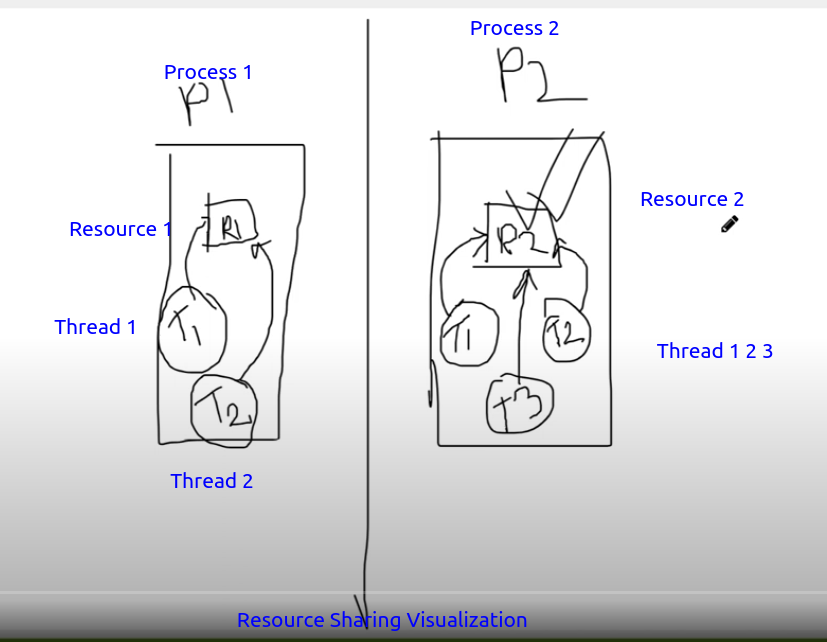 Process 1
P1
Resource 1
R1
Thread 1
T1
T2
Thread 2
Process 2
P2
Resource 2
R2
T1
T2
Thread 1 2 3
T3
Resource Sharing Visualization